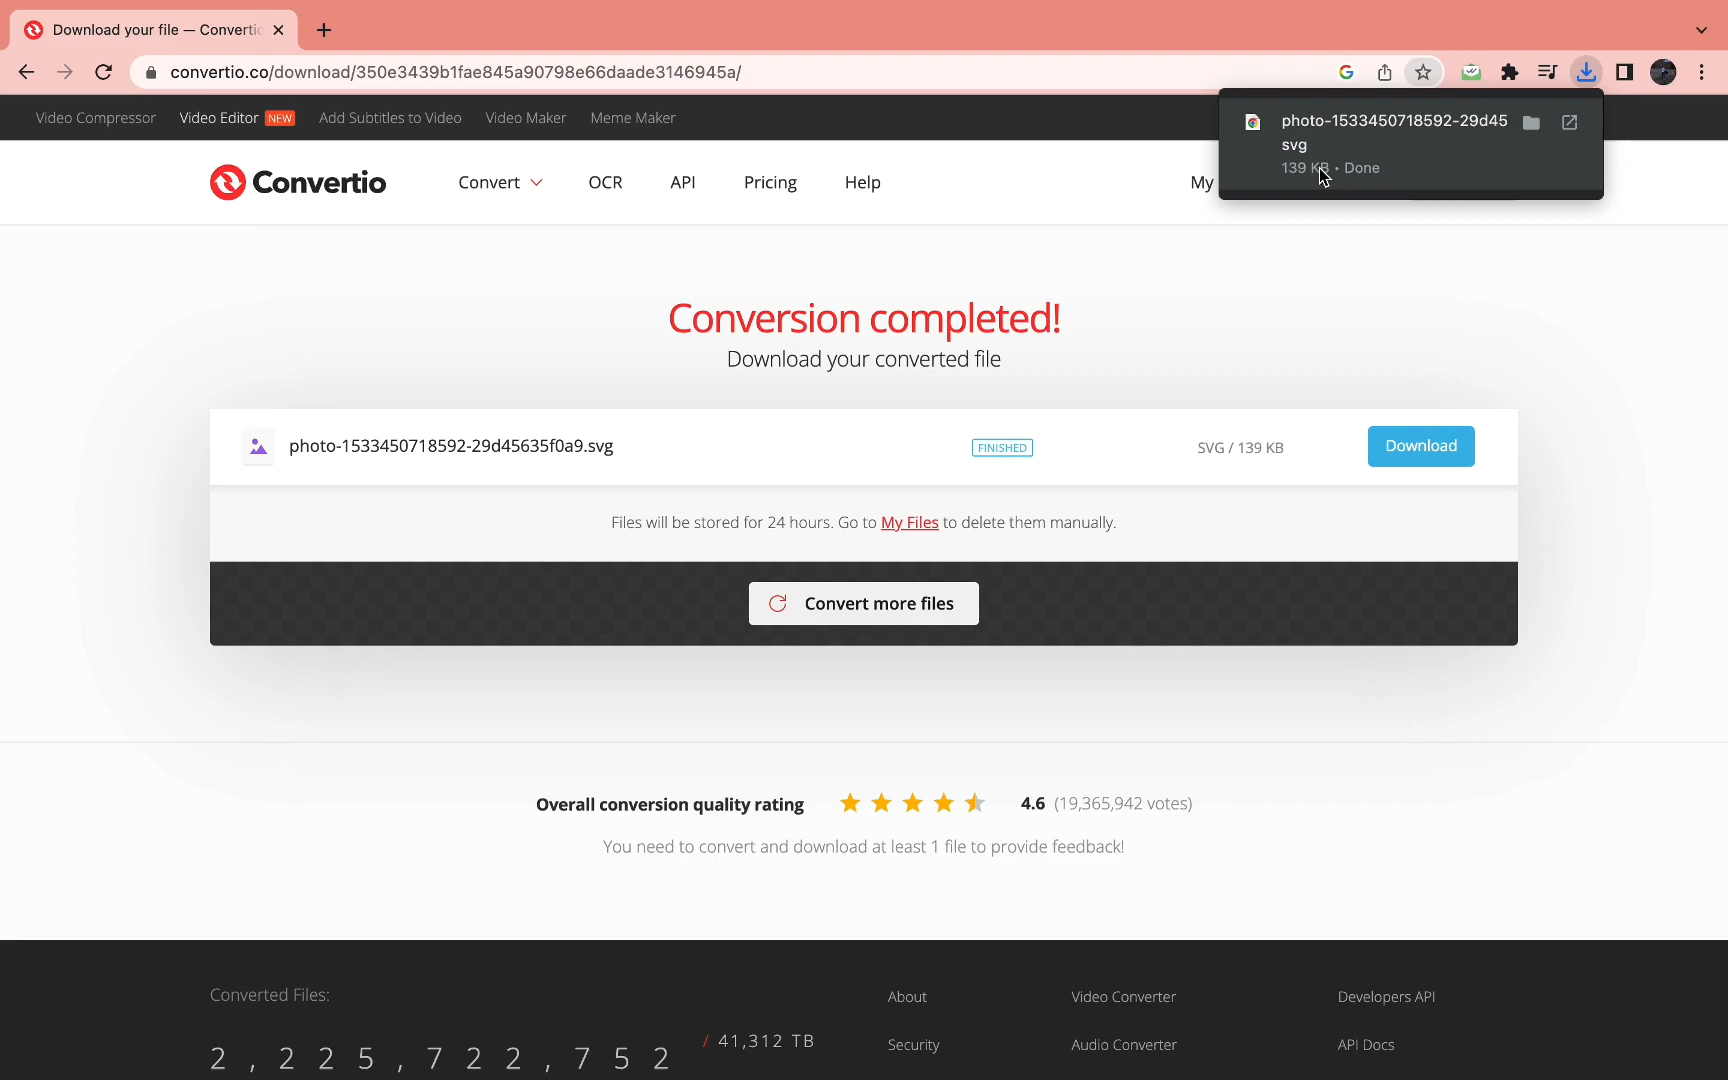 Download your file — Convertio
convertio.co/download/350e3439b1fae845a90798e66daade3146945a/
Video Compressor Video Editor NEW Add Subtitles to Video Video Maker Meme Maker
photo-1533450718592-29d45
svg
139 KB • Done
Convertio Convert OCR API Pricing Help My
Conversion completed!
Download your converted file
photo-1533450718592-29d45635f0a9.svg FINISHED SVG / 139 KB Download
Files will be stored for 24 hours. Go to My Files to delete them manually.
Convert more files
Overall conversion quality rating 4.6 (19,365,942 votes)
You need to convert and download at least 1 file to provide feedback!
Converted Files: About Video Converter Developers API
2,225,722,752 / 41,312 TB Security Audio Converter API Docs